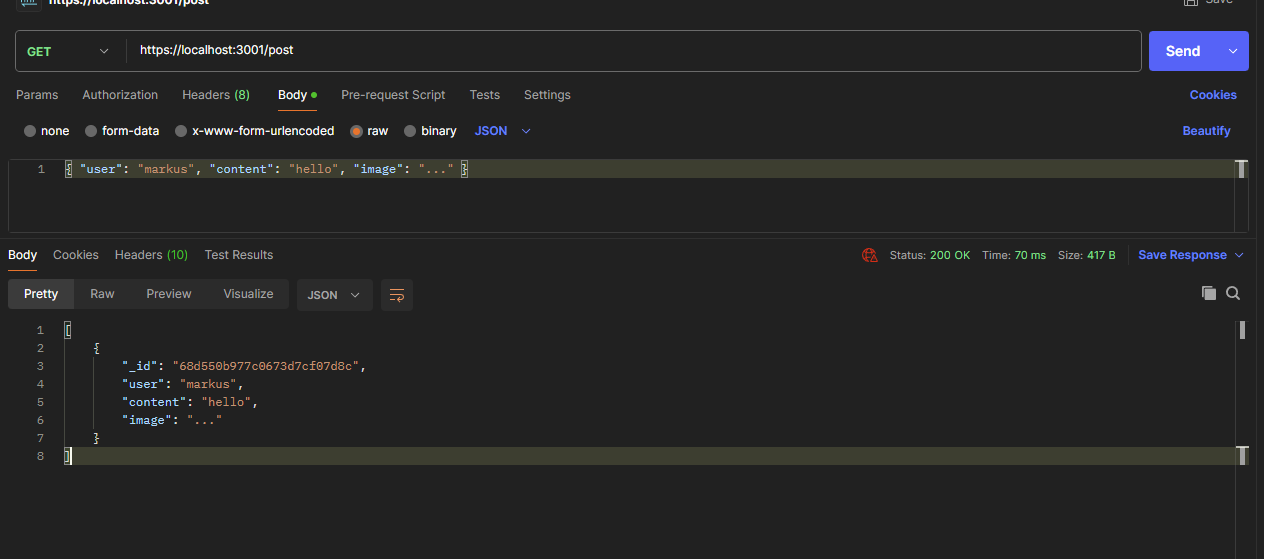 https://localhost:3001/post Save
GET https://localhost:3001/post Send
Params Authorization Headers (8) Body Pre-request Script Tests Settings Cookies
none form-data x-www-form-urlencoded raw binary JSON Beautify
1 { "user": "markus", "content": "hello", "image": "..." }
Body Cookies Headers (10) Test Results Status: 200 OK Time: 70 ms Size: 417 B Save Response
Pretty Raw Preview Visualize JSON
1 [
2 {
3 "_id": "68d550b977c0673d7cf07d8c",
4 "user": "markus",
5 "content": "hello",
6 "image": "..."
7 }
8 ]